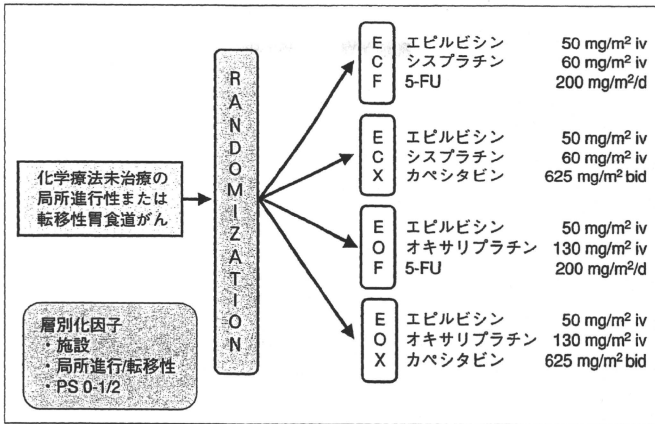 化学療法未治療の
局所進行性または
転移性胃食道がん
層別化因子
・施設
・局所進行/転移性
・PS 0-1/2
RANDOMIZATION
E エピルビシン 50 mg/m² iv
C シスプラチン 60 mg/m² iv
F 5-FU 200 mg/m²/d
E エピルビシン 50 mg/m² iv
C シスプラチン 60 mg/m² iv
X カペシタビン 625 mg/m² bid
E エピルビシン 50 mg/m² iv
O オキサリプラチン 130 mg/m² iv
F 5-FU 200 mg/m²/d
E エピルビシン 50 mg/m² iv
O オキサリプラチン 130 mg/m² iv
X カペシタビン 625 mg/m² bid